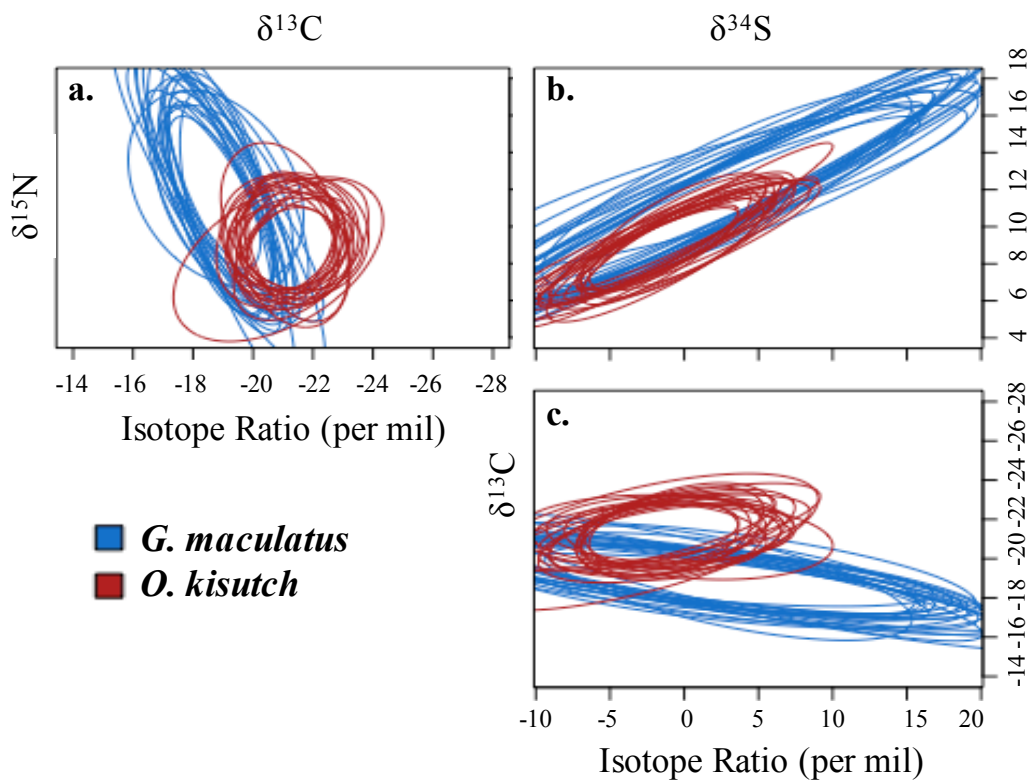 δ¹³C
δ³⁴S
a.
b.
δ¹⁵N
18
16
14
12
10
8
6
4
-14 -16 -18 -20 -22 -24 -26 -28
Isotope Ratio (per mil)
c.
δ¹³C
-28
-26
-24
-22
-20
-18
-16
-14
G. maculatus
O. kisutch
-10 -5 0 5 10 15 20
Isotope Ratio (per mil)